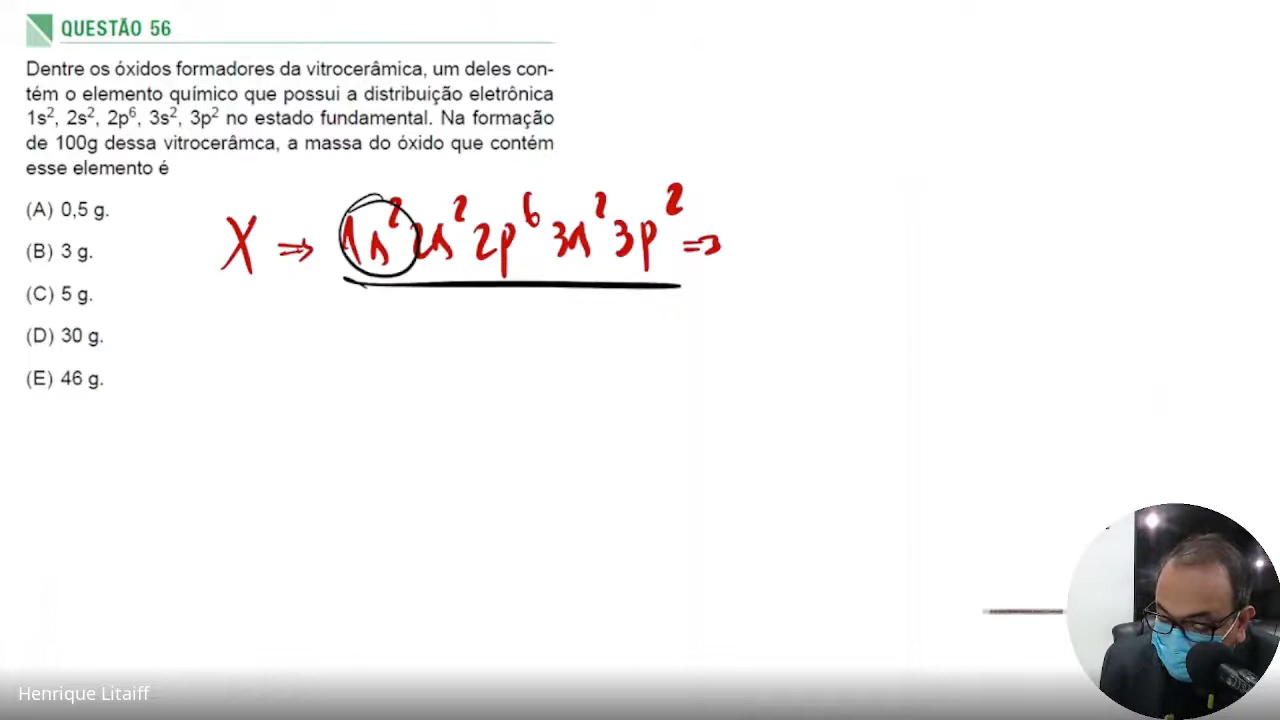 QUESTÃO 56
Dentre os óxidos formadores da vitrocerâmica, um deles con-
tém o elemento químico que possui a distribuição eletrônica
1s², 2s², 2p⁶, 3s², 3p² no estado fundamental. Na formação
de 100g dessa vitrocerâmca, a massa do óxido que contém
esse elemento é
(A) 0,5 g.
(B) 3 g.
(C) 5 g.
(D) 30 g.
(E) 46 g.
X ⇒ 1s² 2s² 2p⁶ 3s² 3p² ⇒
Henrique Litaiff